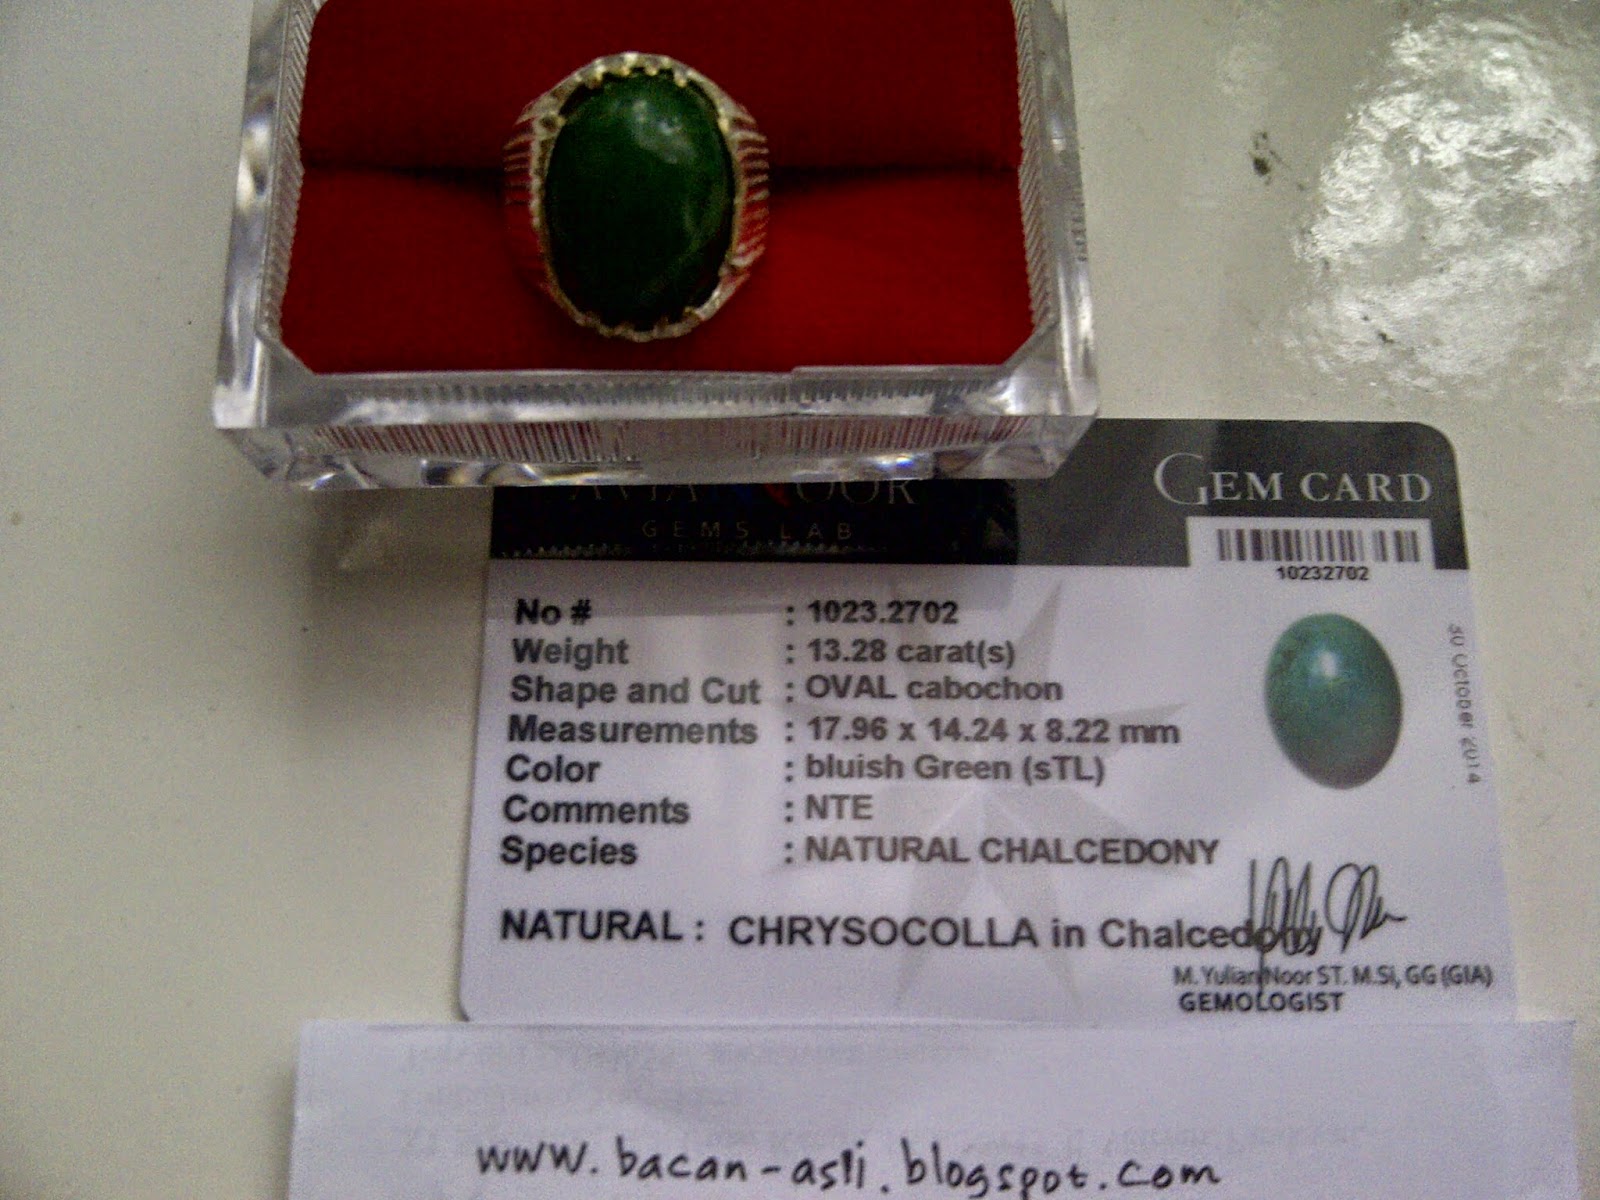 GEMS LAB
GEM CARD
10232702
No # : 1023.2702
Weight : 13.28 carat(s)
Shape and Cut : OVAL cabochon
Measurements : 17.96 x 14.24 x 8.22 mm
Color : bluish Green (sTL)
Comments : NTE
Species : NATURAL CHALCEDONY
NATURAL : CHRYSOCOLLA in Chalcedony
30 October 2014
M. Yulian Noor ST. M.Si, GG (GIA)
GEMOLOGIST
www.bacan-asli.blogspot.com